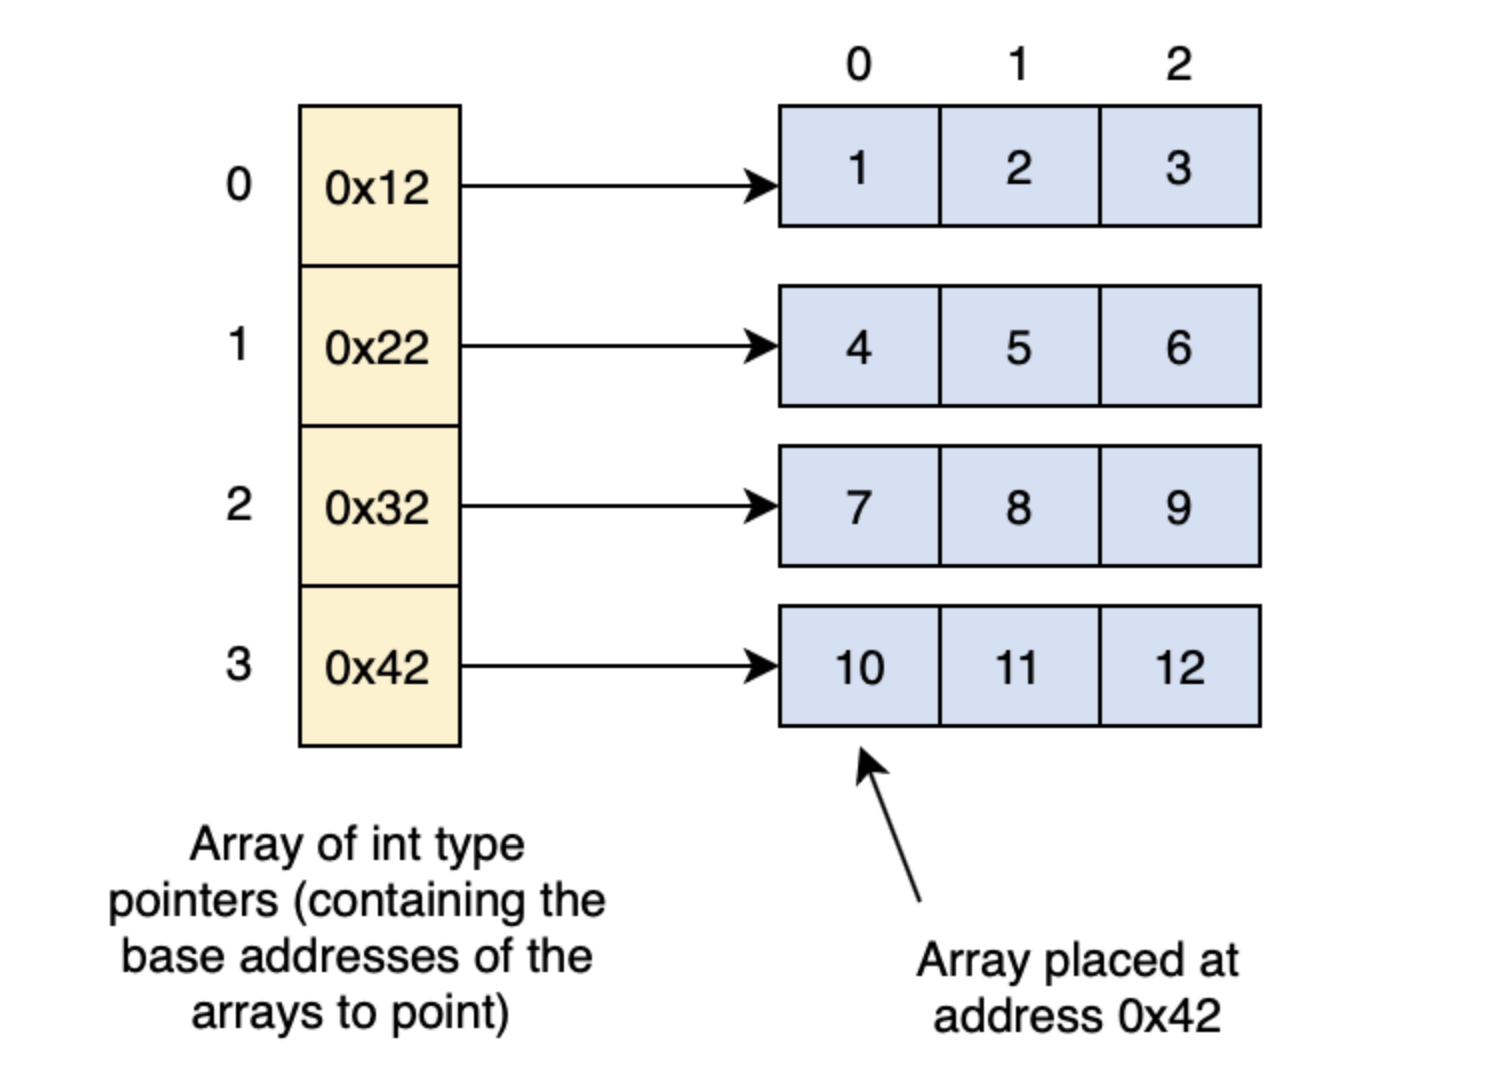 0 1 2
0 0x12 1 2 3
1 0x22 4 5 6
2 0x32 7 8 9
3 0x42 10 11 12
Array of int type
pointers (containing the
base addresses of the
arrays to point)
Array placed at
address 0x42